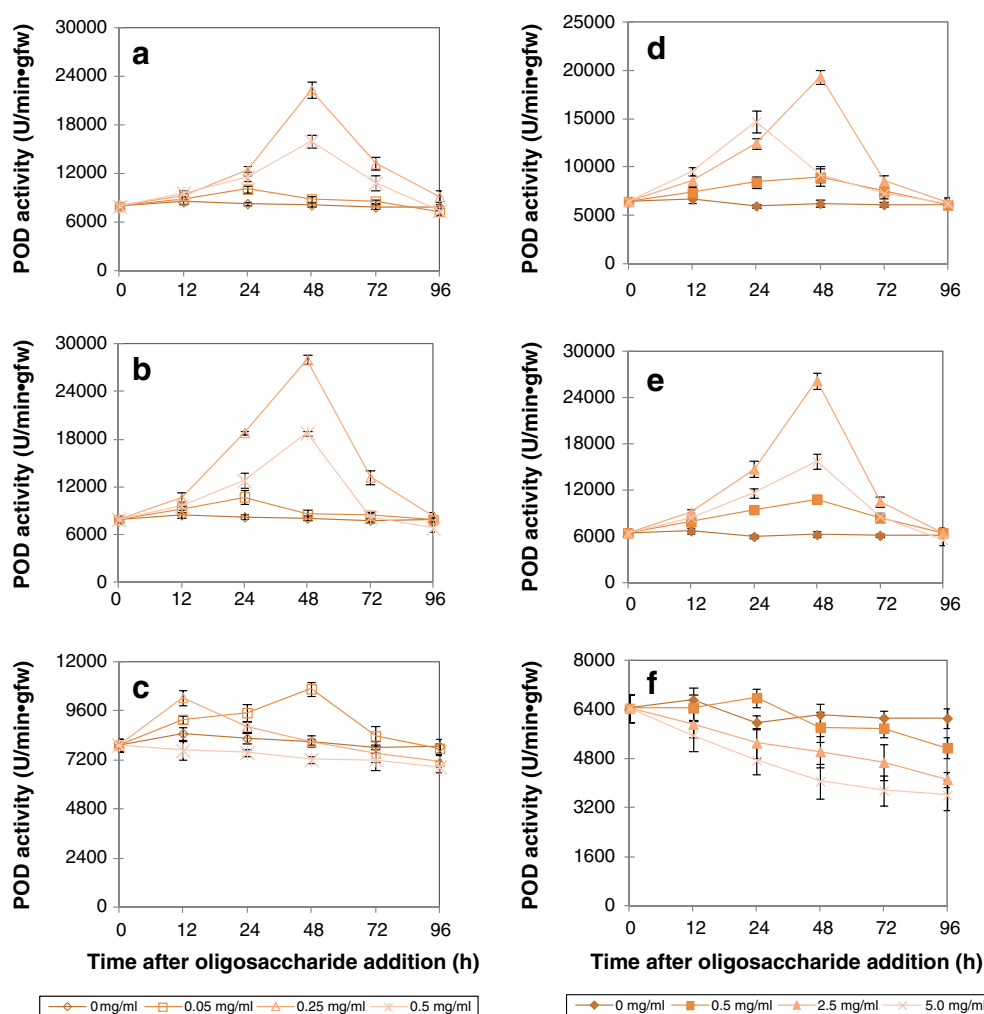 a
POD activity (U/min•gfw)
30000
24000
18000
12000
6000
0
0 12 24 48 72 96
d
POD activity (U/min•gfw)
25000
20000
15000
10000
5000
0
0 12 24 48 72 96
b
POD activity (U/min•gfw)
30000
24000
18000
12000
6000
0
0 12 24 48 72 96
e
POD activity (U/min•gfw)
30000
24000
18000
12000
6000
0
0 12 24 48 72 96
c
POD activity (U/min•gfw)
12000
9600
7200
4800
2400
0
0 12 24 48 72 96
Time after oligosaccharide addition (h)
f
POD activity (U/min•gfw)
8000
6400
4800
3200
1600
0
0 12 24 48 72 96
Time after oligosaccharide addition (h)
0 mg/ml 0.05 mg/ml 0.25 mg/ml 0.5 mg/ml
0 mg/ml 0.5 mg/ml 2.5 mg/ml 5.0 mg/ml